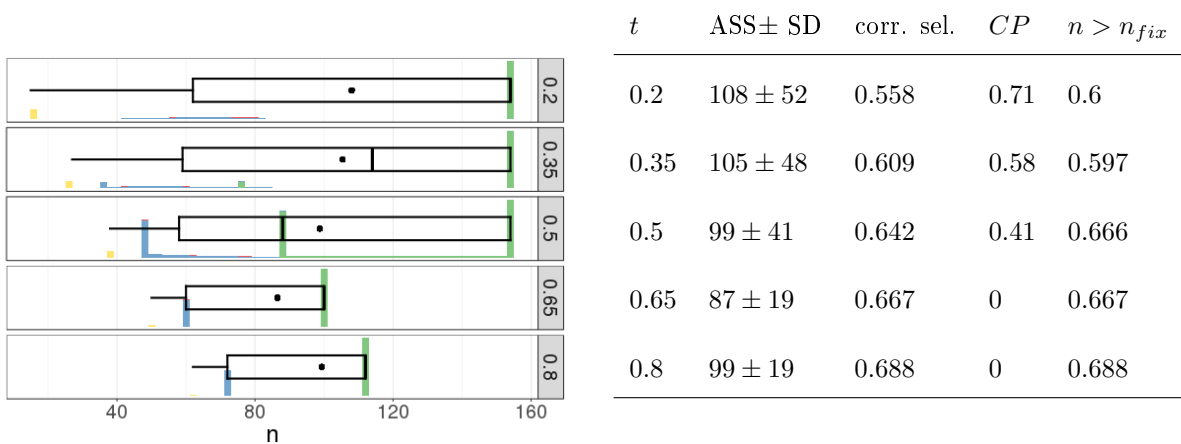 0.2
0.35
0.5
0.65
0.8
40 80 120 160
n
t ASS± SD corr. sel. CP n > n_{fix}
0.2 108 ± 52 0.558 0.71 0.6
0.35 105 ± 48 0.609 0.58 0.597
0.5 99 ± 41 0.642 0.41 0.666
0.65 87 ± 19 0.667 0 0.667
0.8 99 ± 19 0.688 0 0.688